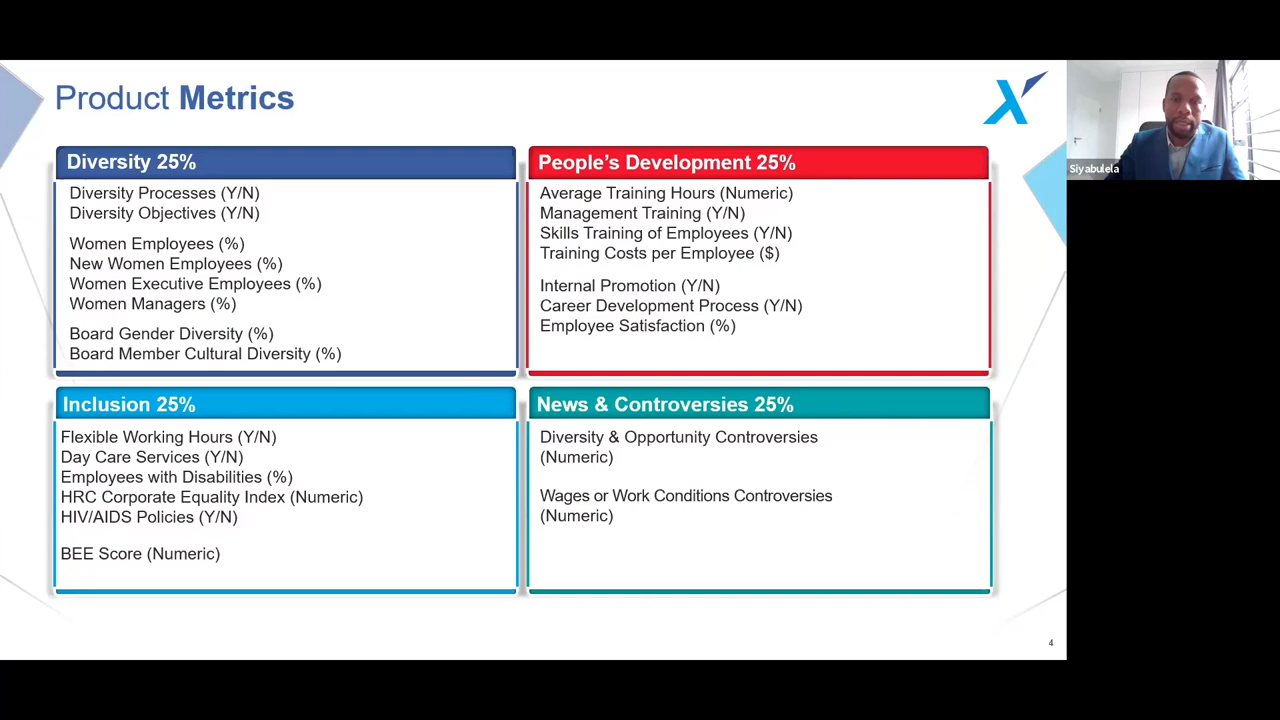 Product Metrics
Diversity 25%
Diversity Processes (Y/N)
Diversity Objectives (Y/N)
Women Employees (%)
New Women Employees (%)
Women Executive Employees (%)
Women Managers (%)
Board Gender Diversity (%)
Board Member Cultural Diversity (%)
People's Development 25%
Average Training Hours (Numeric)
Management Training (Y/N)
Skills Training of Employees (Y/N)
Training Costs per Employee ($)
Internal Promotion (Y/N)
Career Development Process (Y/N)
Employee Satisfaction (%)
Inclusion 25%
Flexible Working Hours (Y/N)
Day Care Services (Y/N)
Employees with Disabilities (%)
HRC Corporate Equality Index (Numeric)
HIV/AIDS Policies (Y/N)
BEE Score (Numeric)
News & Controversies 25%
Diversity & Opportunity Controversies
(Numeric)
Wages or Work Conditions Controversies
(Numeric)
4
Siyabulela